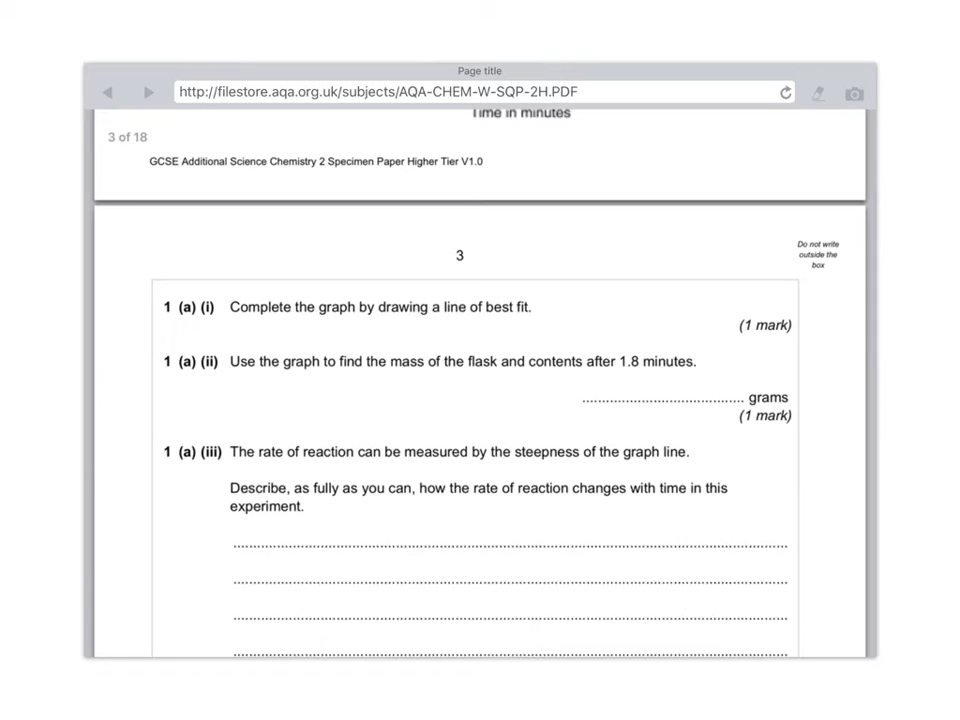 Page title
http://filestore.aqa.org.uk/subjects/AQA-CHEM-W-SQP-2H.PDF
Time in minutes
3 of 18
GCSE Additional Science Chemistry 2 Specimen Paper Higher Tier V1.0
3
Do not write
outside the
box
1 (a) (i) Complete the graph by drawing a line of best fit.
(1 mark)
1 (a) (ii) Use the graph to find the mass of the flask and contents after 1.8 minutes.
.......................................... grams
(1 mark)
1 (a) (iii) The rate of reaction can be measured by the steepness of the graph line.
Describe, as fully as you can, how the rate of reaction changes with time in this
experiment.